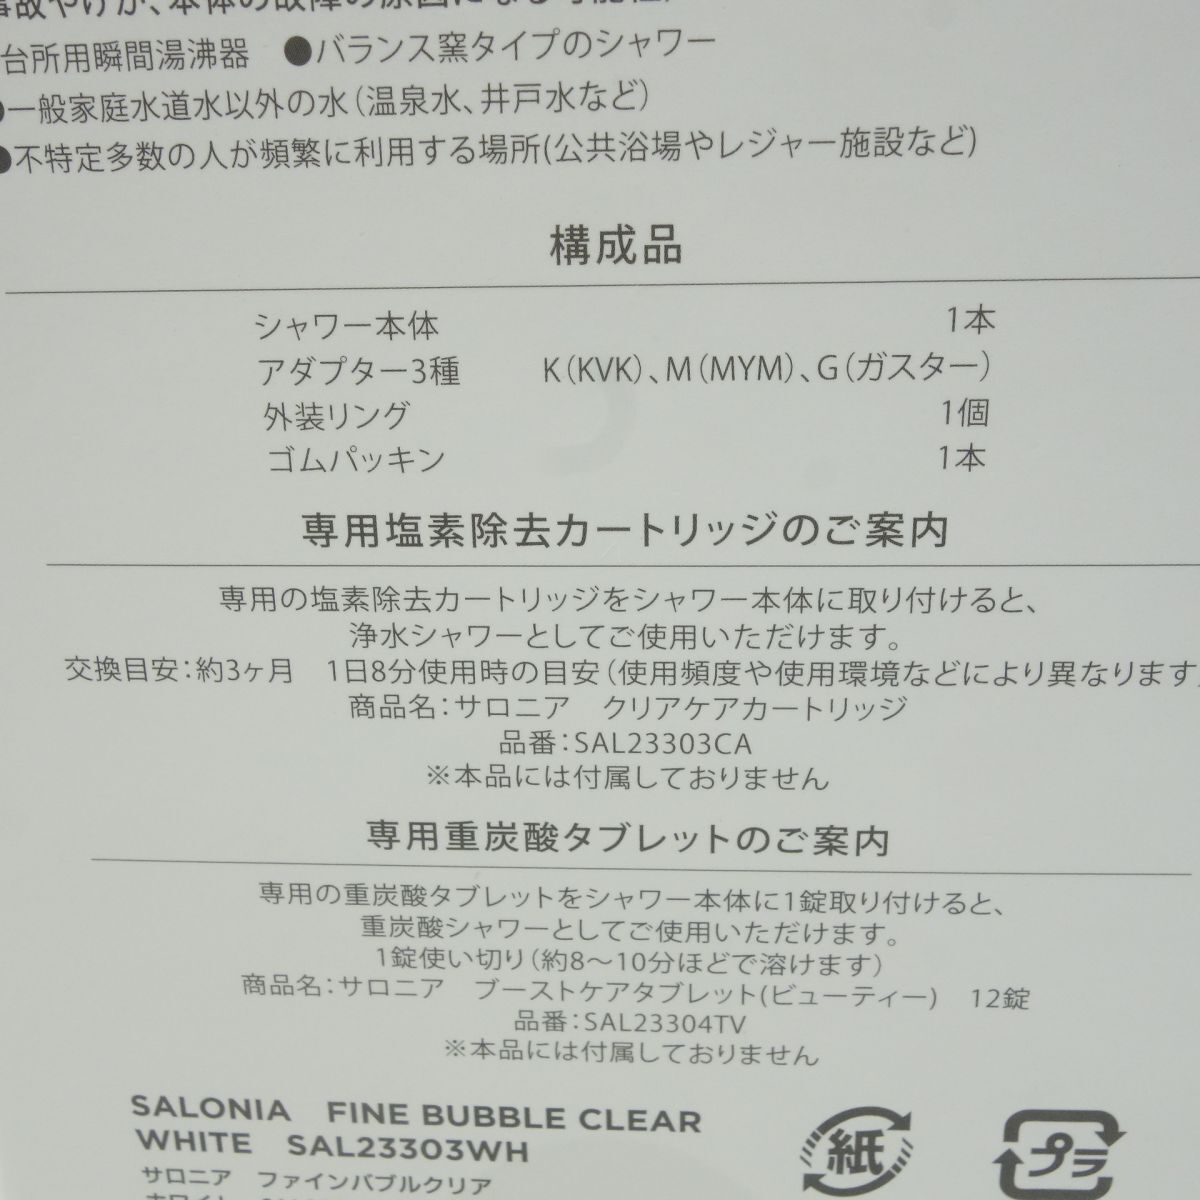 事故やけが、本体の故障の原因になる可能性
台所用瞬間湯沸器　●バランス窯タイプのシャワー
●一般家庭水道水以外の水（温泉水、井戸水など）
●不特定多数の人が頻繁に利用する場所(公共浴場やレジャー施設など)
構成品
シャワー本体 1本
アダプター3種 K（KVK）、M（MYM）、G（ガスター）
外装リング 1個
ゴムパッキン 1本
専用塩素除去カートリッジのご案内
専用の塩素除去カートリッジをシャワー本体に取り付けると、
浄水シャワーとしてご使用いただけます。
交換目安：約3ヶ月　1日8分使用時の目安（使用頻度や使用環境などにより異なります）
商品名：サロニア　クリアケアカートリッジ
品番：SAL23303CA
※本品には付属しておりません
専用重炭酸タブレットのご案内
専用の重炭酸タブレットをシャワー本体に1錠取り付けると、
重炭酸シャワーとしてご使用いただけます。
1錠使い切り（約8〜10分ほどで溶けます）
商品名：サロニア　ブーストケアタブレット(ビューティー)　12錠
品番：SAL23304TV
※本品には付属しておりません
SALONIA　FINE BUBBLE CLEAR
WHITE　SAL23303WH
サロニア　ファインバブルクリア
紙
プラ